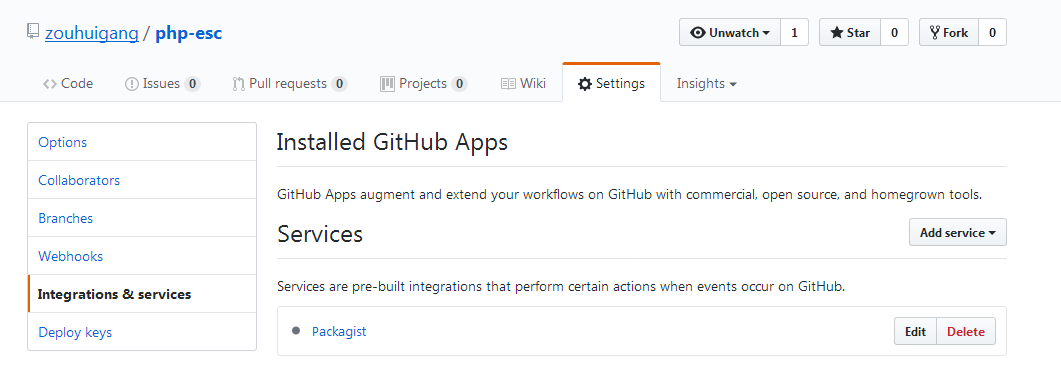 zouhuigang / php-esc
Unwatch 1 Star 0 Fork 0
Code Issues 0 Pull requests 0 Projects 0 Wiki Settings Insights
Options
Collaborators
Branches
Webhooks
Integrations & services
Deploy keys
Installed GitHub Apps
GitHub Apps augment and extend your workflows on GitHub with commercial, open source, and homegrown tools.
Services
Add service
Services are pre-built integrations that perform certain actions when events occur on GitHub.
Packagist
Edit Delete